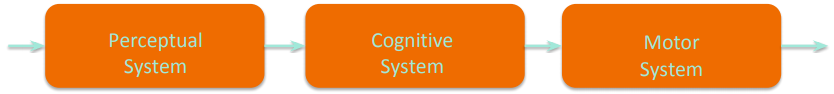 Perceptual
System
Cognitive
System
Motor
System